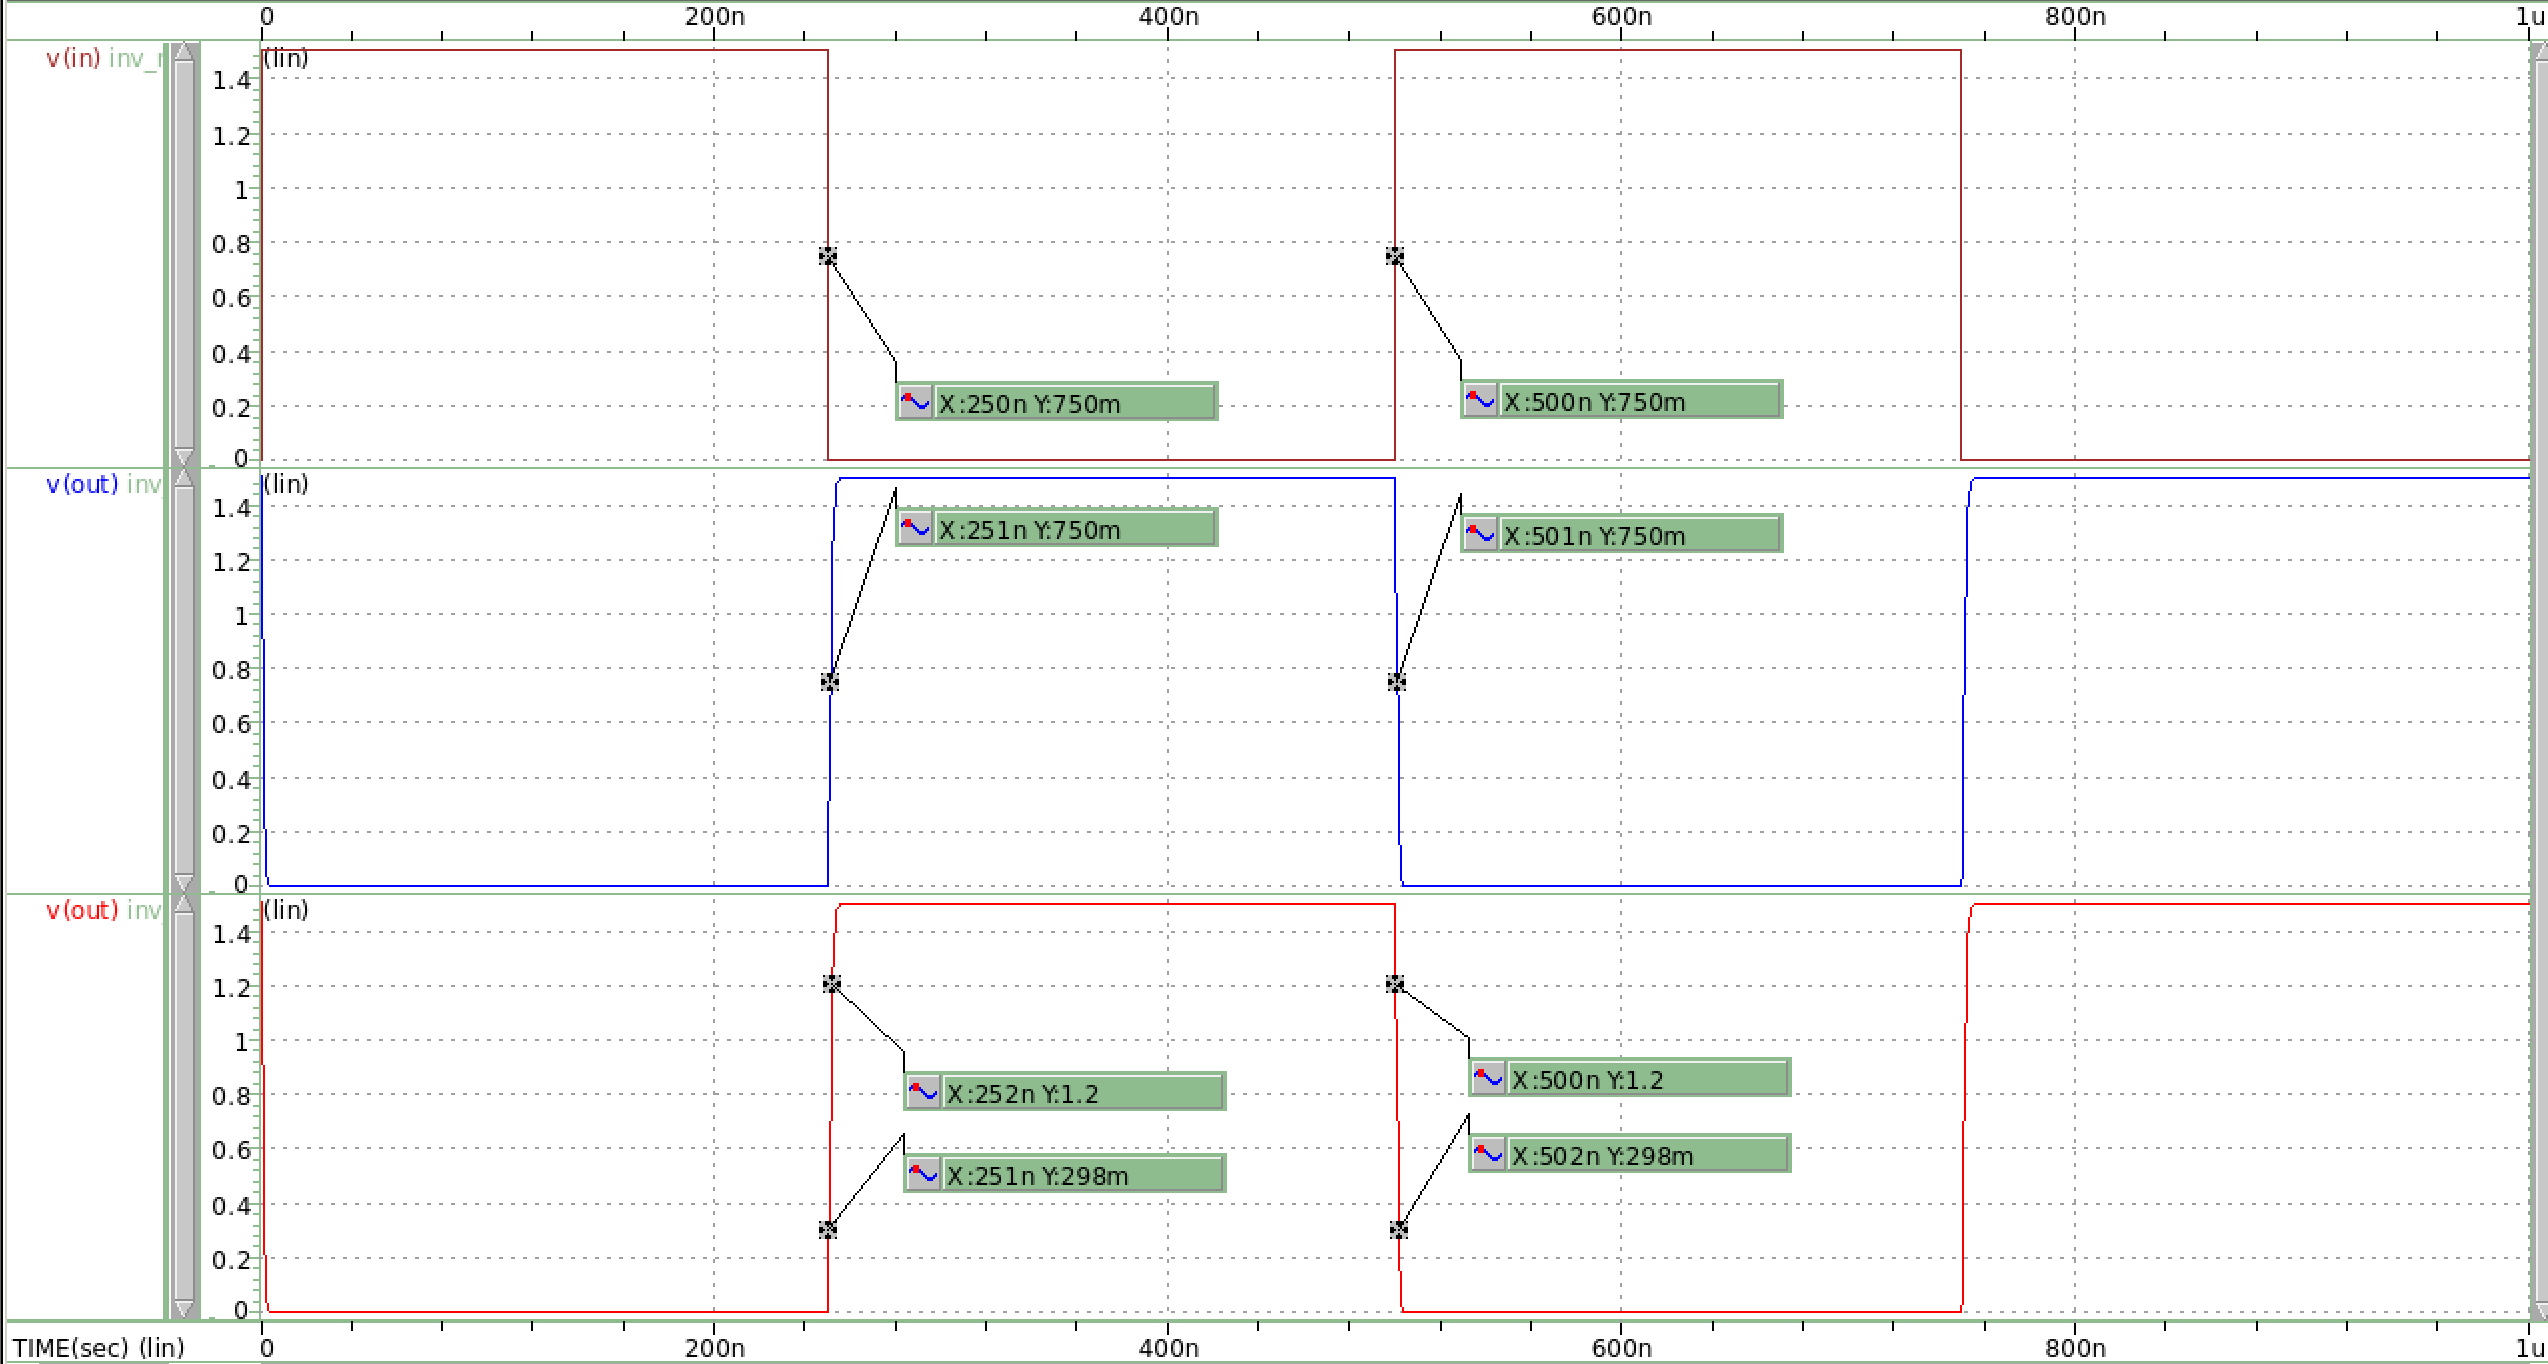 0 200n 400n 600n 800n 1u
v(in) inv_r (lin)
1.4
1.2
1
0.8
0.6
0.4
0.2
0
X:250n Y:750m
X:500n Y:750m
v(out) inv (lin)
1.4
1.2
1
0.8
0.6
0.4
0.2
0
X:251n Y:750m
X:501n Y:750m
v(out) inv (lin)
1.4
1.2
1
0.8
0.6
0.4
0.2
0
X:252n Y:1.2
X:251n Y:298m
X:500n Y:1.2
X:502n Y:298m
TIME(sec) (lin) 0 200n 400n 600n 800n 1u